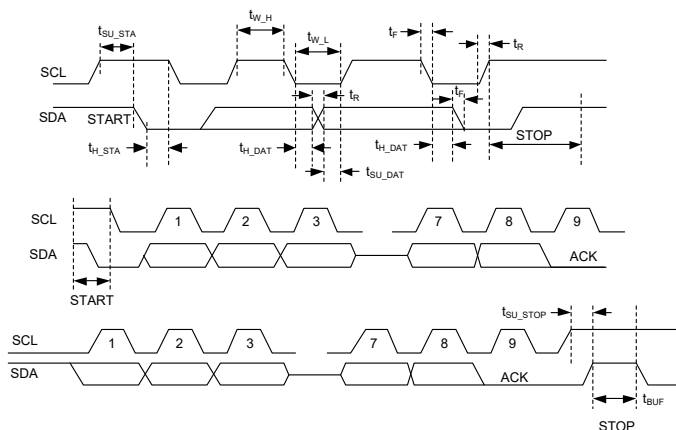 tSU_STA tW_H tW_L tF tR
SCL
SDA START tR tF STOP
tH_STA tH_DAT tSU_DAT tH_DAT
SCL 1 2 3 7 8 9
SDA ACK
START
tSU_STOP
SCL 1 2 3 7 8 9
SDA ACK
tBUF
STOP